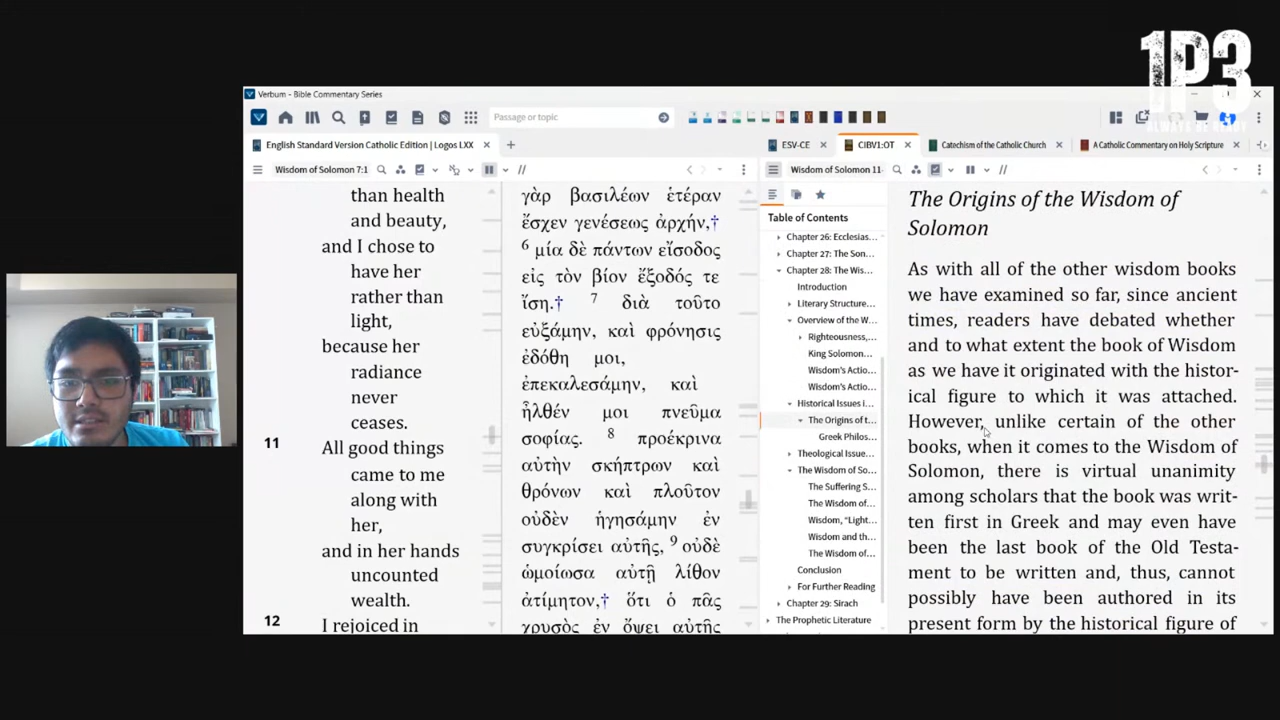 1P3
ALWAYS BE READY
Verbum - Bible Commentary Series
Passage or topic
English Standard Version Catholic Edition | Logos LXX
ESV-CE
CIBV1:OT
Catechism of the Catholic Church
A Catholic Commentary on Holy Scripture
Wisdom of Solomon 7:1
than health
and beauty,
and I chose to
have her
rather than
light,
because her
radiance
never
ceases.
11 All good things
came to me
along with
her,
and in her hands
uncounted
wealth.
12 I rejoiced in
γὰρ βασιλέων ἑτέραν
ἔσχεν γενέσεως ἀρχήν,†
6 μία δὲ πάντων εἴσοδος
εἰς τὸν βίον ἔξοδός τε
ἴση.† 7 διὰ τοῦτο
εὐξάμην, καὶ φρόνησις
ἐδόθη μοι,
ἐπεκαλεσάμην, καὶ
ἦλθέν μοι πνεῦμα
σοφίας. 8 προέκρινα
αὐτὴν σκήπτρων καὶ
θρόνων καὶ πλοῦτον
οὐδὲν ἡγησάμην ἐν
συγκρίσει αὐτῆς, 9 οὐδὲ
ὡμοίωσα αὐτῇ λίθον
ἀτίμητον,† ὅτι ὁ πᾶς
χρυσὸς ἐν ὄψει αὐτῆς
Wisdom of Solomon 11-
Table of Contents
Chapter 26: Ecclesias...
Chapter 27: The Son...
Chapter 28: The Wis...
Introduction
Literary Structure...
Overview of the W...
Righteousness,...
King Solomon...
Wisdom's Actio...
Wisdom's Actio...
Historical Issues i...
The Origins of t...
Greek Philos...
Theological Issue...
The Wisdom of So...
The Suffering S...
The Wisdom of...
Wisdom, “Light...
Wisdom and th...
The Wisdom of...
Conclusion
For Further Reading
Chapter 29: Sirach
The Prophetic Literature
The Origins of the Wisdom of
Solomon
As with all of the other wisdom books
we have examined so far, since ancient
times, readers have debated whether
and to what extent the book of Wisdom
as we have it originated with the histor-
ical figure to which it was attached.
However, unlike certain of the other
books, when it comes to the Wisdom of
Solomon, there is virtual unanimity
among scholars that the book was writ-
ten first in Greek and may even have
been the last book of the Old Testa-
ment to be written and, thus, cannot
possibly have been authored in its
present form by the historical figure of